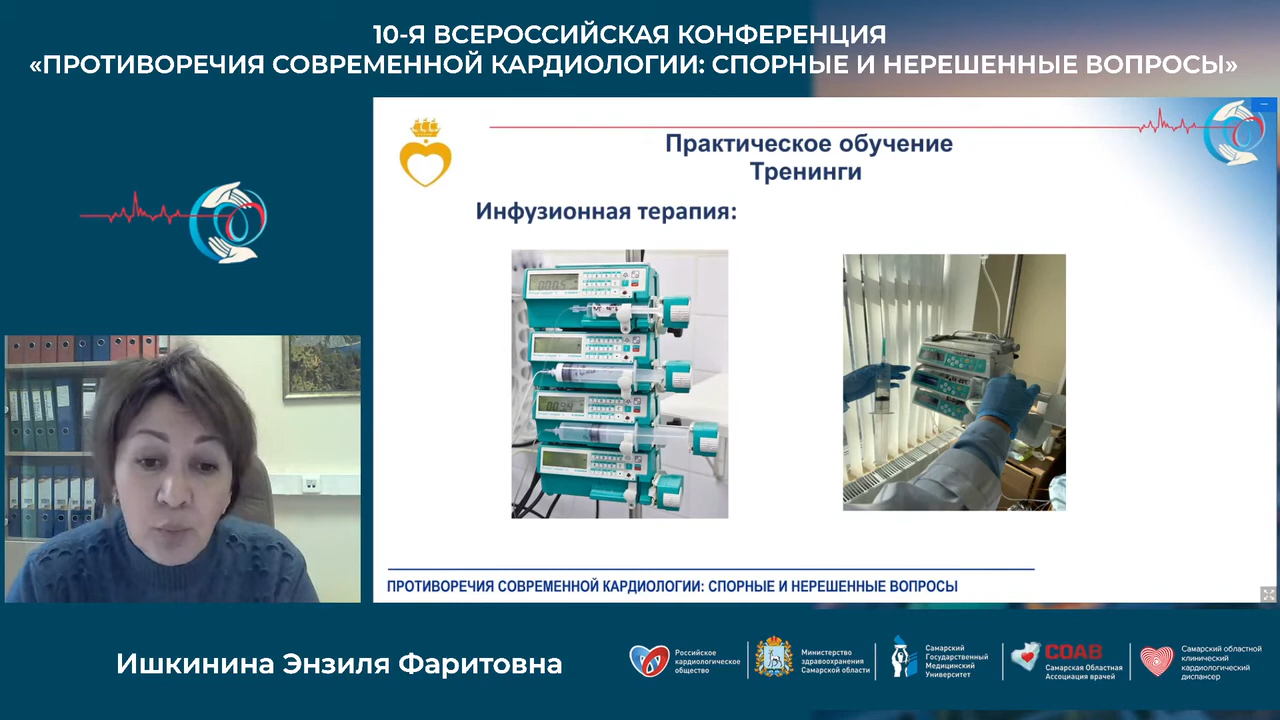 10-Я ВСЕРОССИЙСКАЯ КОНФЕРЕНЦИЯ
«ПРОТИВОРЕЧИЯ СОВРЕМЕННОЙ КАРДИОЛОГИИ: СПОРНЫЕ И НЕРЕШЕННЫЕ ВОПРОСЫ»
Практическое обучение
Тренинги
Инфузионная терапия:
ПРОТИВОРЕЧИЯ СОВРЕМЕННОЙ КАРДИОЛОГИИ: СПОРНЫЕ И НЕРЕШЕННЫЕ ВОПРОСЫ
Ишкинина Энзиля Фаритовна
Российское
кардиологическое
общество
Министерство
здравоохранения
Самарской области
Самарский
Государственный
Медицинский
Университет
СОАВ
Самарская Областная
Ассоциация врачей
Самарский областной
клинический
кардиологический
диспансер